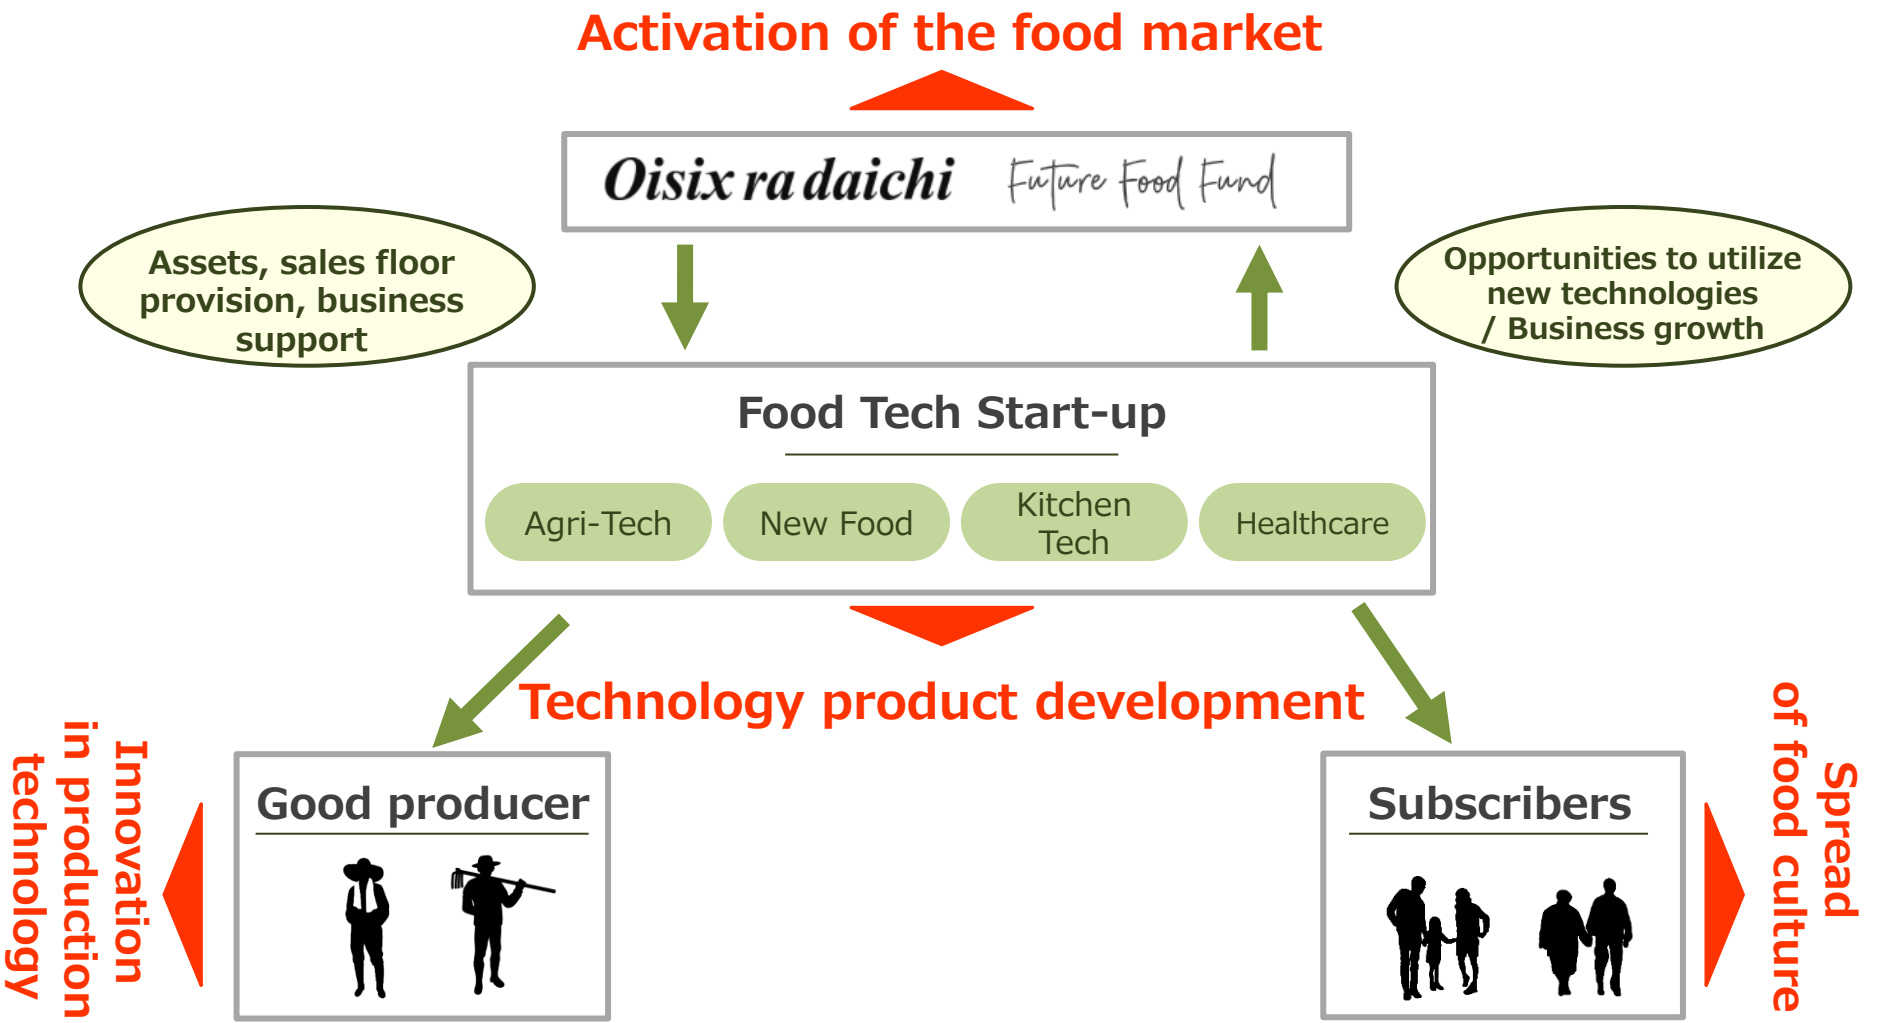 Activation of the food market
Oisix ra daichi
Future Food Fund
Assets, sales floor
provision, business
support
Opportunities to utilize
new technologies
/ Business growth
Food Tech Start-up
Agri-Tech
New Food
Kitchen
Tech
Healthcare
Technology product development
Innovation
in production
technology
Good producer
Subscribers
Spread
of food culture